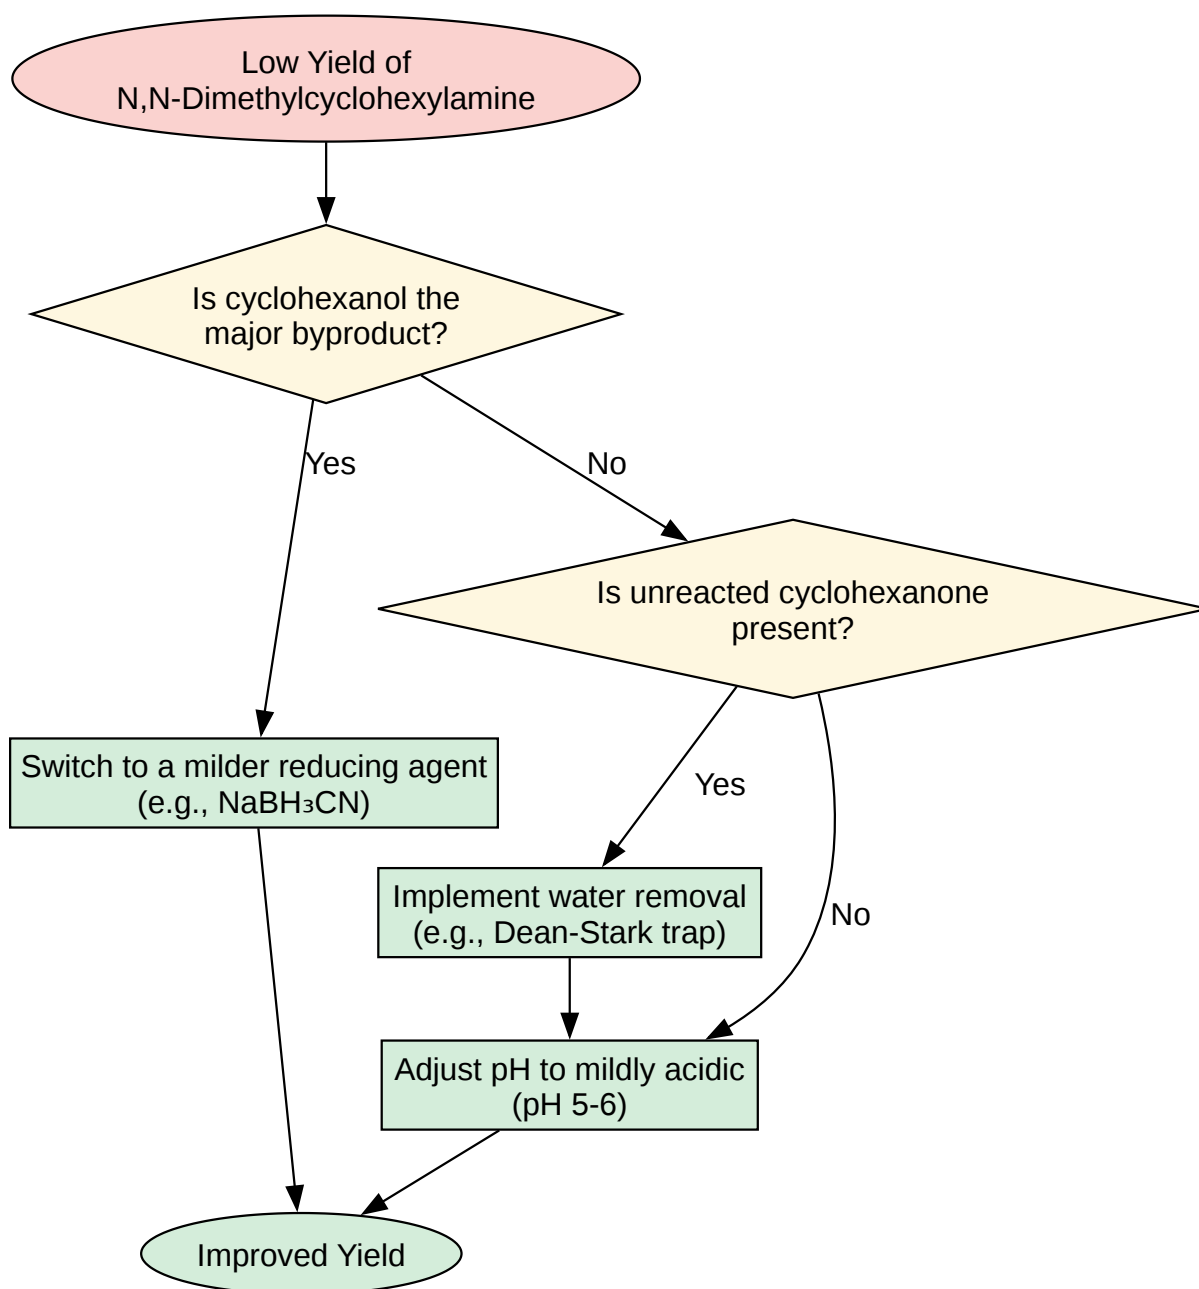 Low Yield of
N,N-Dimethylcyclohexylamine
Is cyclohexanol the
major byproduct?
Yes
No
Is unreacted cyclohexanone
present?
Switch to a milder reducing agent
(e.g., NaBH₃CN)
Yes
Implement water removal
(e.g., Dean-Stark trap)
No
Adjust pH to mildly acidic
(pH 5-6)
Improved Yield